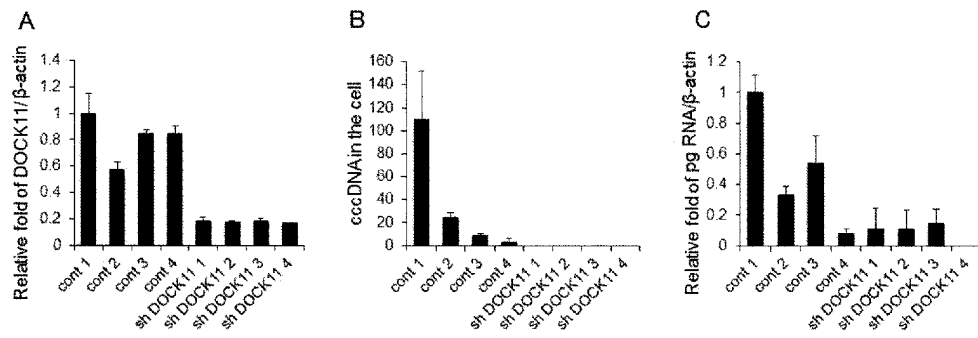 A
Relative fold of DOCK11/β-actin
1.4
1.2
1
0.8
0.6
0.4
0.2
0
cont 1
cont 2
cont 3
cont 4
sh DOCK11 1
sh DOCK11 2
sh DOCK11 3
sh DOCK11 4
B
cccDNA in the cell
160
140
120
100
80
60
40
20
0
cont 1
cont 2
cont 3
cont 4
sh DOCK11 1
sh DOCK11 2
sh DOCK11 3
sh DOCK11 4
C
Relative fold of pg RNA/β-actin
1.2
1
0.8
0.6
0.4
0.2
0
cont 1
cont 2
cont 3
cont 4
sh DOCK11 1
sh DOCK11 2
sh DOCK11 3
sh DOCK11 4